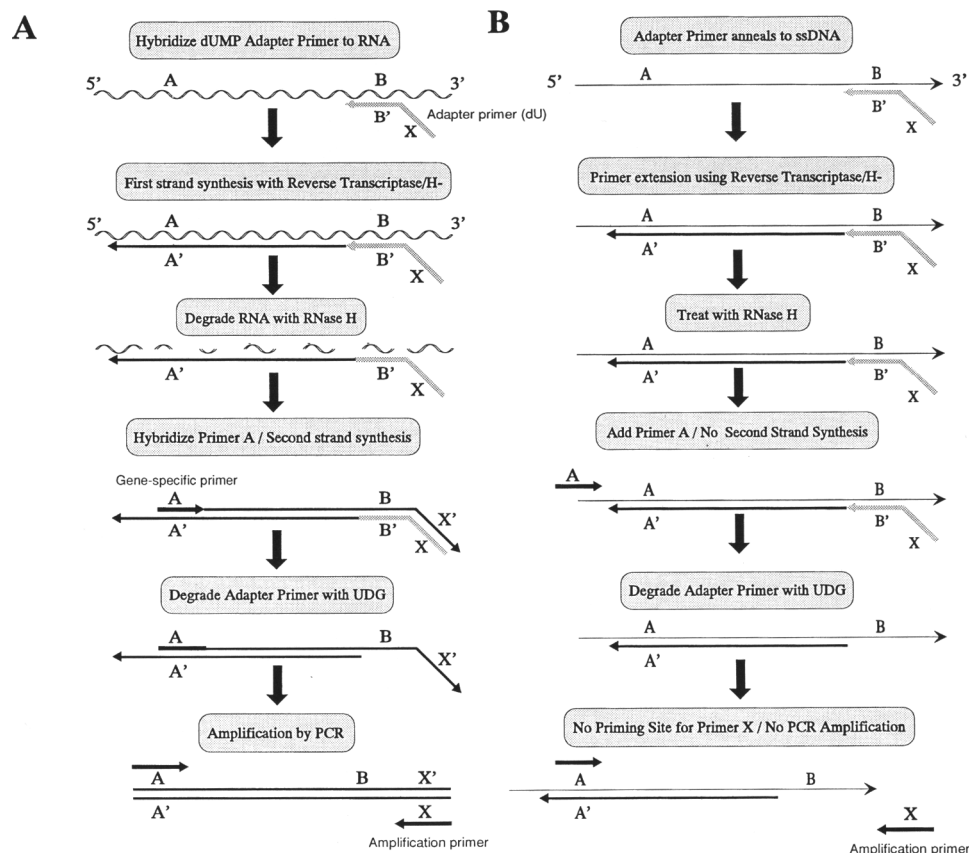 A
Hybridize dUMP Adapter Primer to RNA
5’ A B 3’
B’
X
Adapter primer (dU)
First strand synthesis with Reverse Transcriptase/H-
5’ A B 3’
A’ B’
X
Degrade RNA with RNase H
A’ B’
X
Hybridize Primer A / Second strand synthesis
Gene-specific primer
A B
X’
A’ B’
X
Degrade Adapter Primer with UDG
A B
X’
A’
Amplification by PCR
A B X’
A’ X
Amplification primer
B
Adapter Primer anneals to ssDNA
5’ A B 3’
B’
X
Primer extension using Reverse Transcriptase/H-
A B
A’ B’
X
Treat with RNase H
A B
A’ B’
X
Add Primer A / No Second Strand Synthesis
A
A B
A’ B’
X
Degrade Adapter Primer with UDG
A B
A’
No Priming Site for Primer X / No PCR Amplification
A B
A’
X
Amplification primer